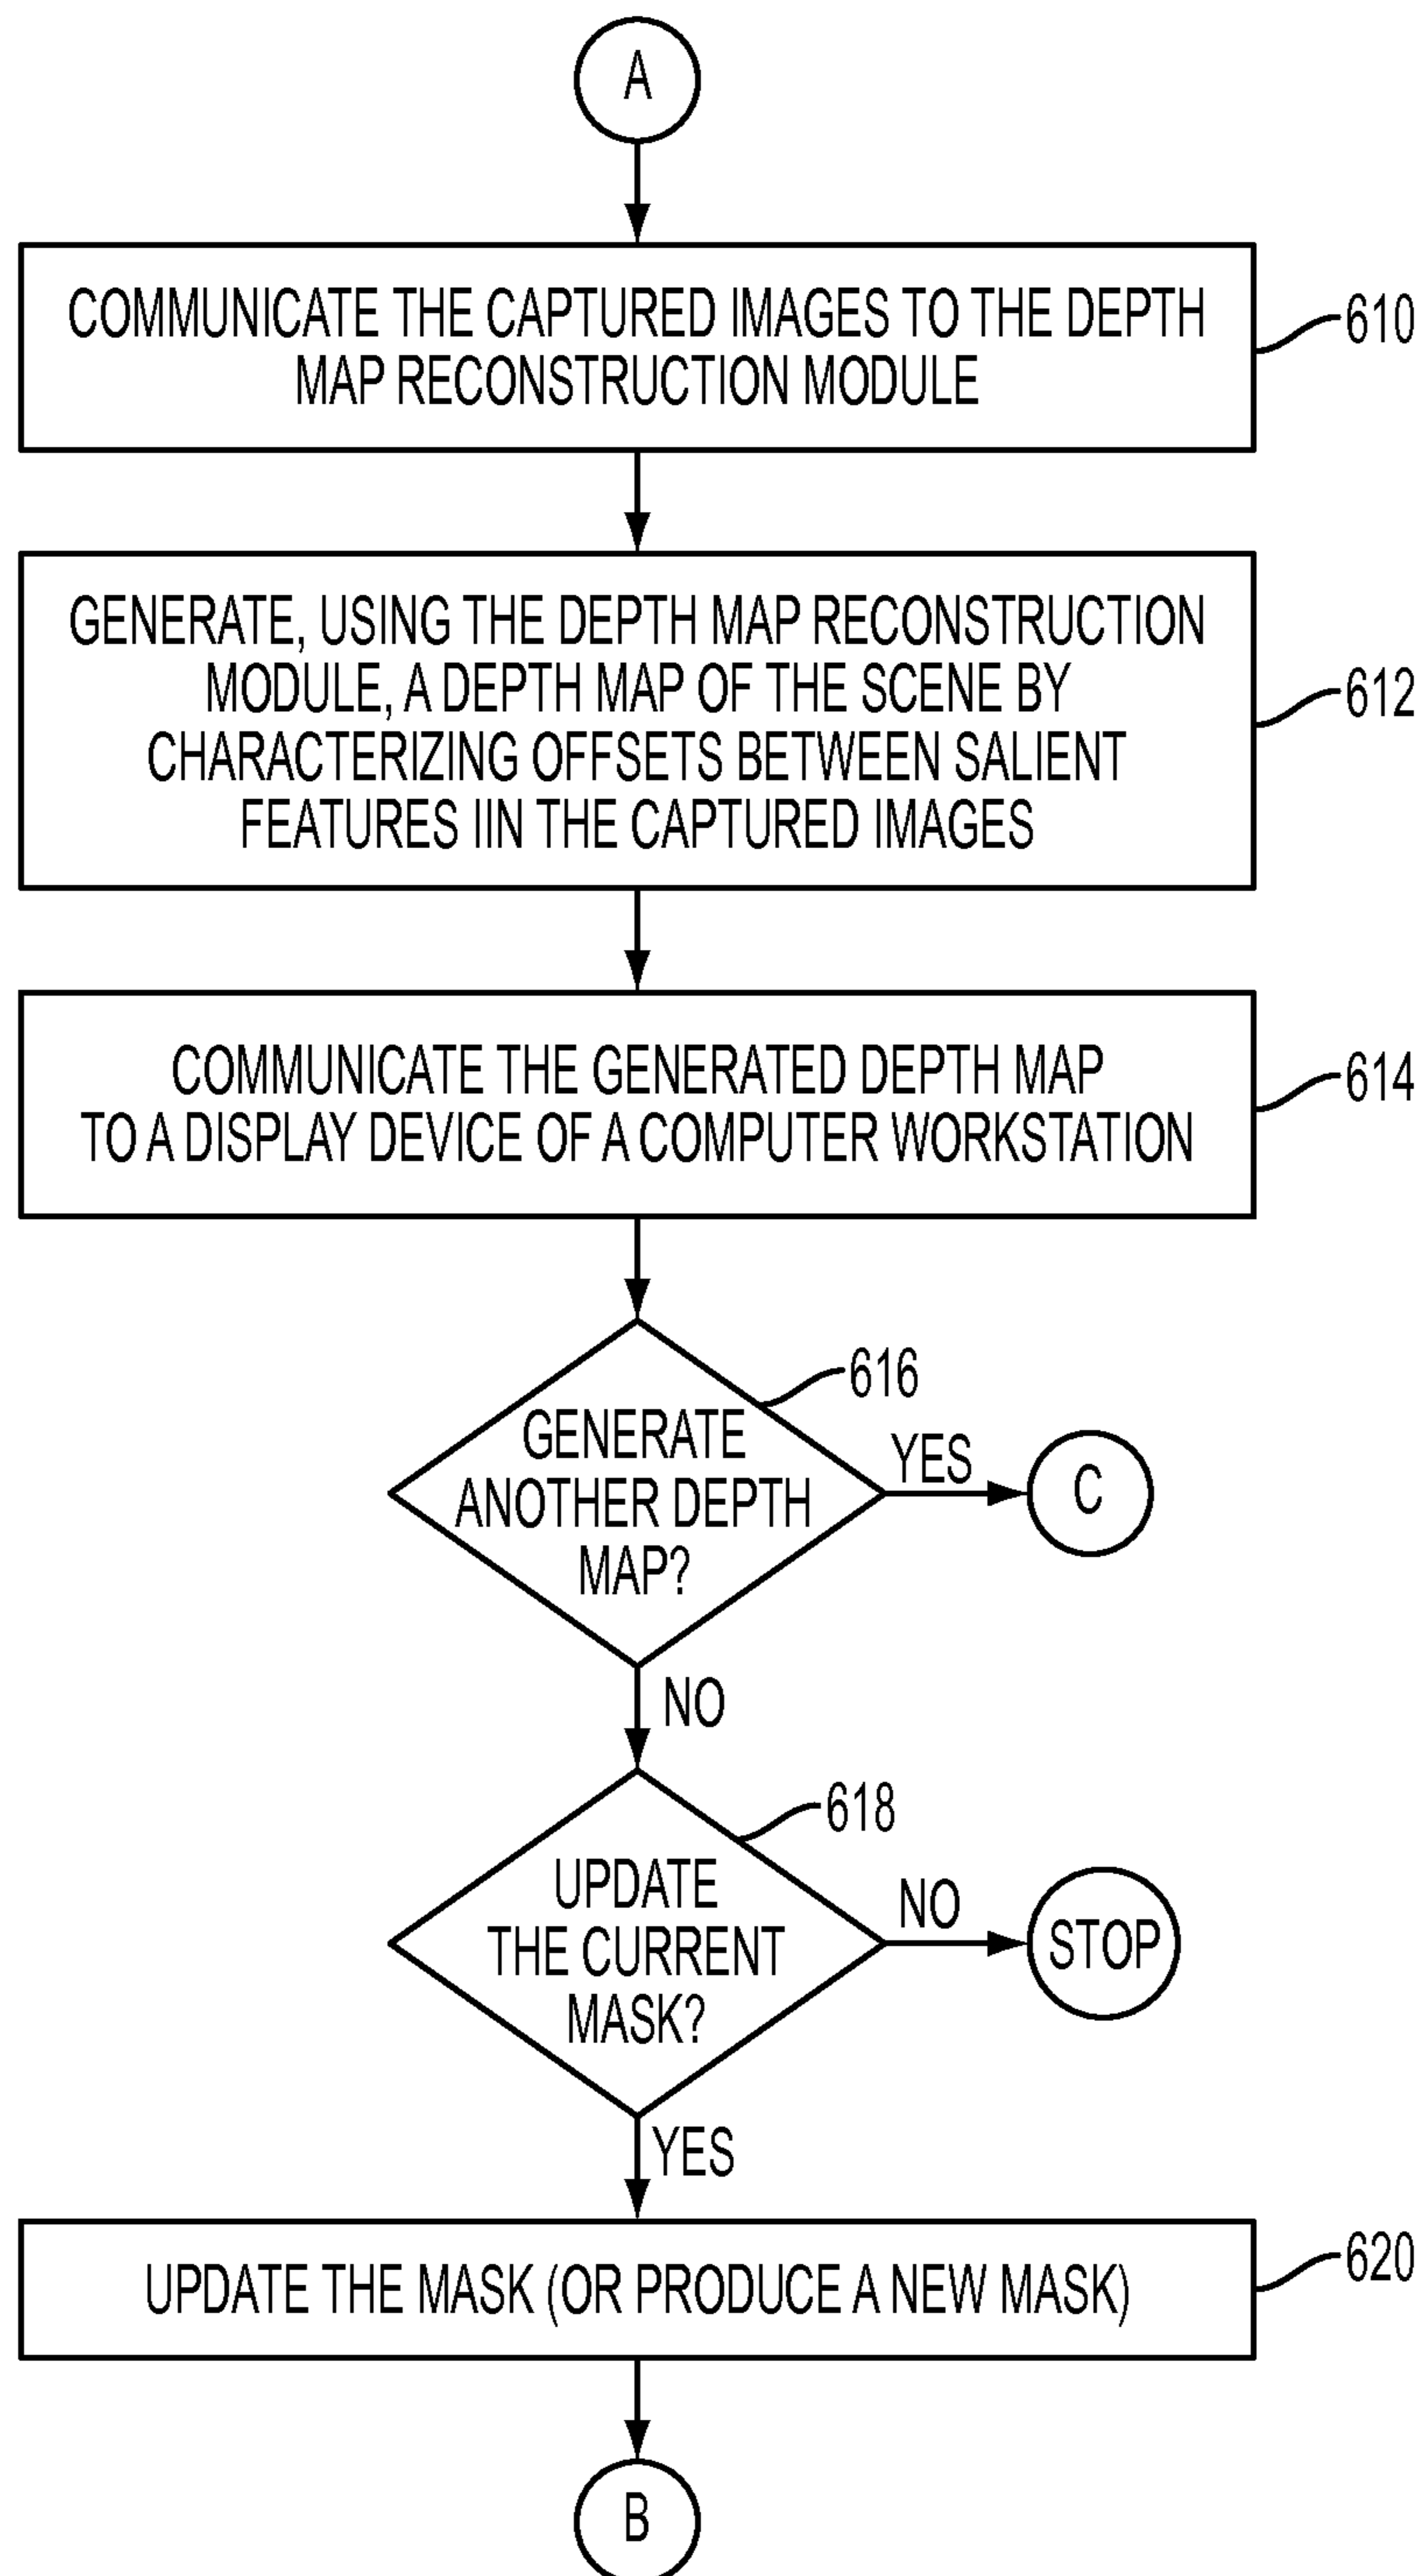 A
COMMUNICATE THE CAPTURED IMAGES TO THE DEPTH
MAP RECONSTRUCTION MODULE
610
GENERATE, USING THE DEPTH MAP RECONSTRUCTION
MODULE, A DEPTH MAP OF THE SCENE BY
CHARACTERIZING OFFSETS BETWEEN SALIENT
FEATURES IIN THE CAPTURED IMAGES
612
COMMUNICATE THE GENERATED DEPTH MAP
TO A DISPLAY DEVICE OF A COMPUTER WORKSTATION
614
616
GENERATE
ANOTHER DEPTH
MAP?
YES
C
NO
618
UPDATE
THE CURRENT
MASK?
NO
STOP
YES
UPDATE THE MASK (OR PRODUCE A NEW MASK)
620
B